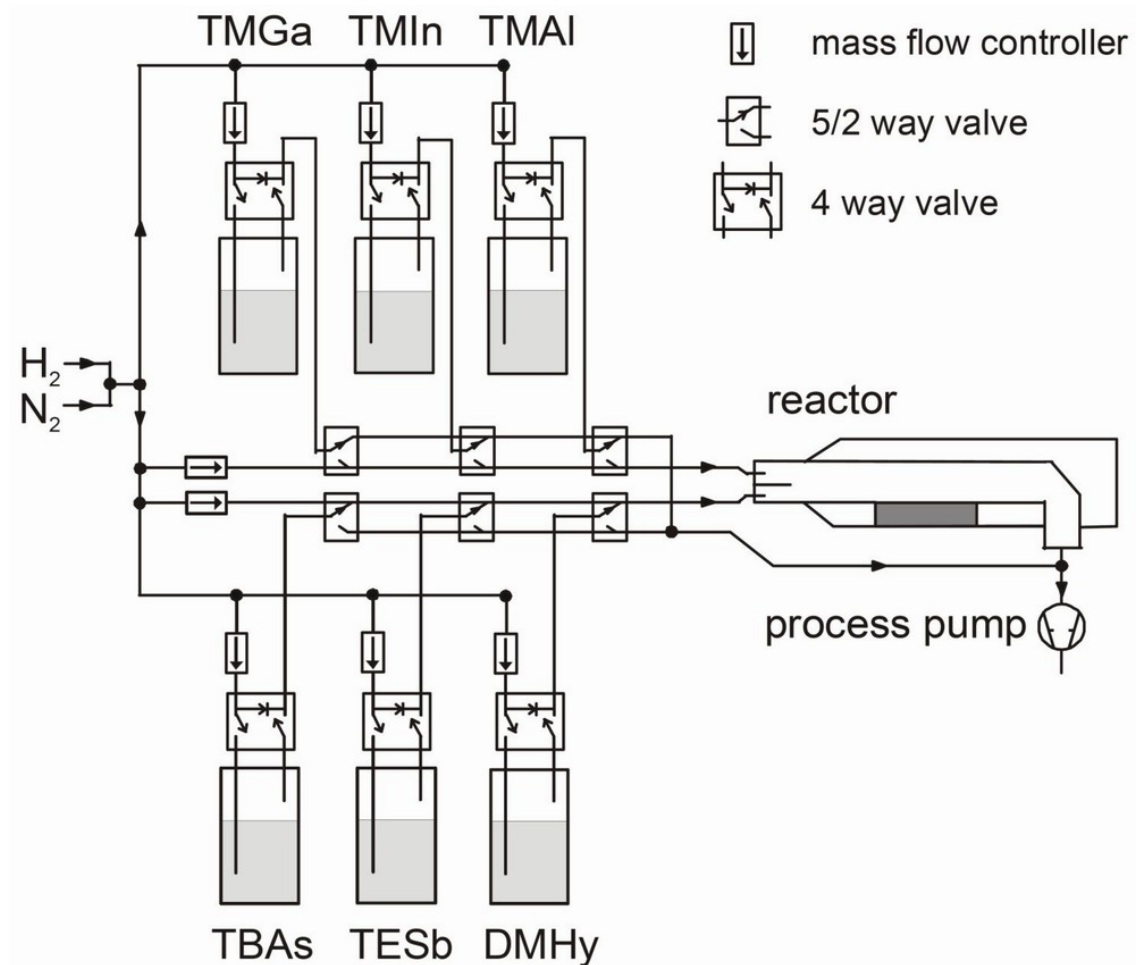 TMGa TMIn TMAl
mass flow controller
5/2 way valve
4 way valve
H₂
N₂
reactor
process pump
TBAs TESb DMHy